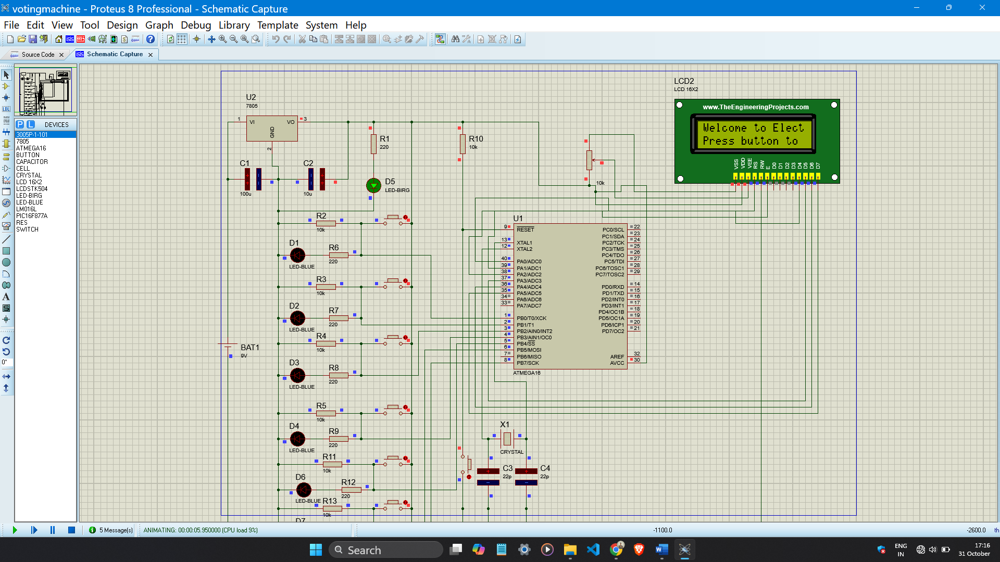 votingmachine - Proteus 8 Professional - Schematic Capture
File Edit View Tool Design Graph Debug Library Template System Help
Source Code
Schematic Capture
P L DEVICES
3005P-1-101
7805
ATMEGA16
BUTTON
CAPACITOR
CELL
CRYSTAL
LCD 16X2
LCDSTK504
LED-BIRG
LED-BLUE
LM016L
PIC16F877A
RES
SWITCH
0°
U2
7805
1 VI VO 3
GND
2
C1
100u
C2
10u
R1
220
D5
LED-BIRG
R10
10k
10k
LCD2
LCD 16X2
www.TheEngineeringProjects.com
Welcome to Elect
Press button to
VSS VDD VEE RS RW E D0 D1 D2 D3 D4 D5 D6 D7
R2
10k
D1
LED-BLUE
R6
220
R3
10k
D2
LED-BLUE
R7
220
R4
10k
D3
LED-BLUE
R8
220
R5
10k
D4
LED-BLUE
R9
220
R11
10k
D6
LED-BLUE
R12
220
R13
10k
D7
BAT1
9V
U1
9 RESET
13 XTAL1
12 XTAL2
40 PA0/ADC0
39 PA1/ADC1
38 PA2/ADC2
37 PA3/ADC3
36 PA4/ADC4
35 PA5/ADC5
34 PA6/ADC6
33 PA7/ADC7
1 PB0/T0/XCK
2 PB1/T1
3 PB2/AIN0/INT2
4 PB3/AIN1/OC0
5 PB4/SS
6 PB5/MOSI
7 PB6/MISO
8 PB7/SCK
PC0/SCL 22
PC1/SDA 23
PC2/TCK 24
PC3/TMS 25
PC4/TDO 26
PC5/TDI 27
PC6/TOSC1 28
PC7/TOSC2 29
PD0/RXD 14
PD1/TXD 15
PD2/INT0 16
PD3/INT1 17
PD4/OC1B 18
PD5/OC1A 19
PD6/ICP1 20
PD7/OC2 21
AREF 32
AVCC 30
ATMEGA16
X1
CRYSTAL
C3
22p
C4
22p
5 Message(s) ANIMATING: 00:00:05.950000 (CPU load 9%) -1100.0 -2600.0 th
Search
ENG
IN
17:16
31 October